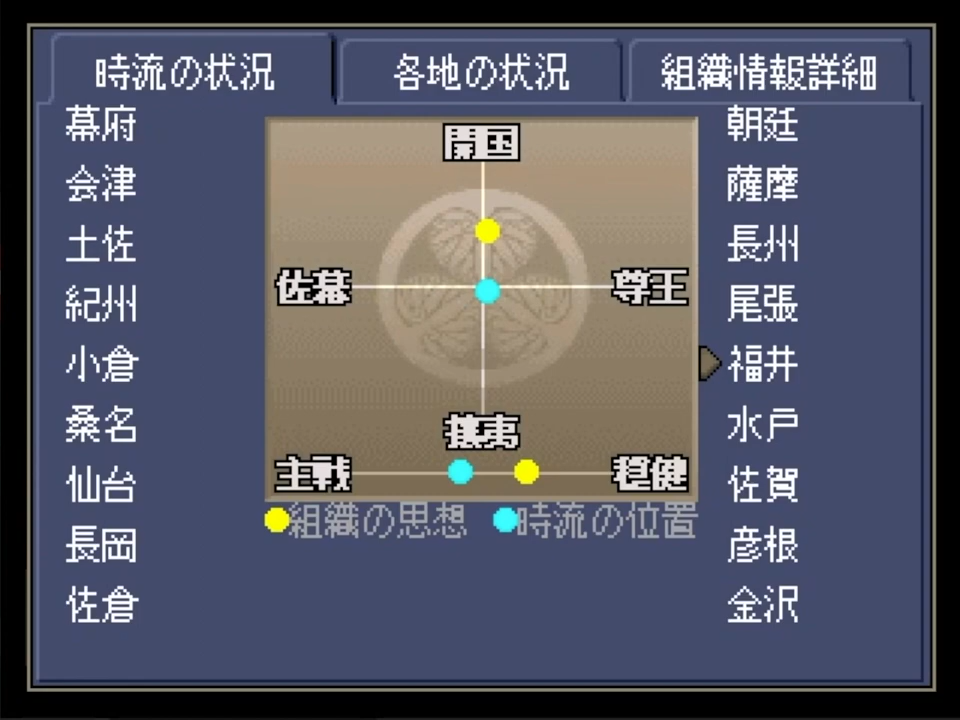 時流の状況 各地の状況 組織情報詳細
幕府 開国 朝廷
会津 薩摩
土佐 長州
紀州 佐幕 尊王 尾張
小倉 福井
桑名 攘夷 水戸
仙台 主戦 穏健 佐賀
長岡 組織の思想 時流の位置 彦根
佐倉 金沢